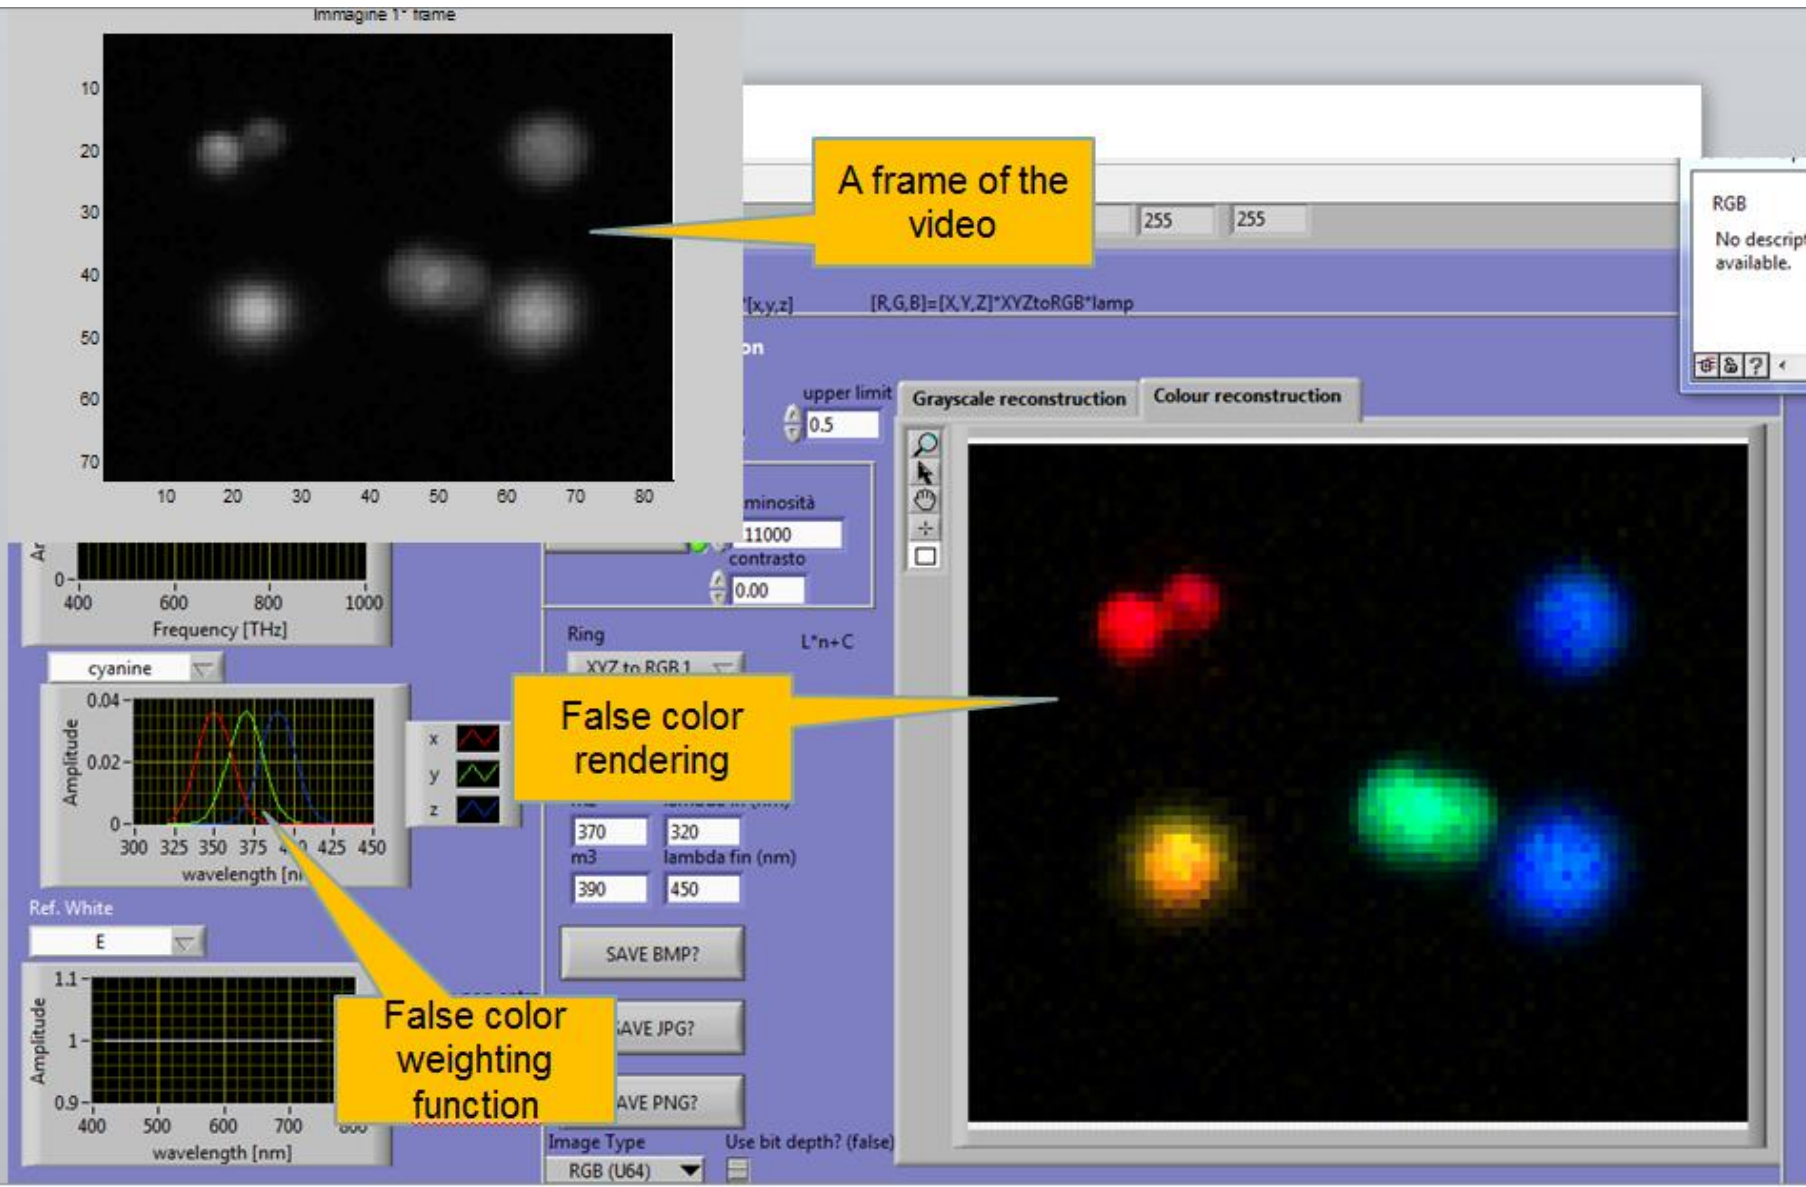 Immagine 1° frame
10
20
30
40
50
60
70
10 20 30 40 50 60 70 80
A frame of the
video
255 255
RGB
No descript
available.
*[x,y,z] [R,G,B]=[X,Y,Z]*XYZtoRGB*lamp
on
upper limit
0.5
Grayscale reconstruction Colour reconstruction
minosità
11000
contrasto
0.00
0
400 600 800 1000
Frequency [THz]
Ring
L*n+C
XYZ to RGB 1
cyanine
0.04
0.02
0
Amplitude
300 325 350 375 400 425 450
wavelength [n
x
y
z
False color
rendering
370 320
m3 lambda fin (nm)
390 450
Ref. White
E
1.1
1
0.9
Amplitude
400 500 600 700 800
wavelength [nm]
False color
weighting
function
SAVE BMP?
SAVE JPG?
AVE PNG?
Image Type Use bit depth? (false)
RGB (U64)